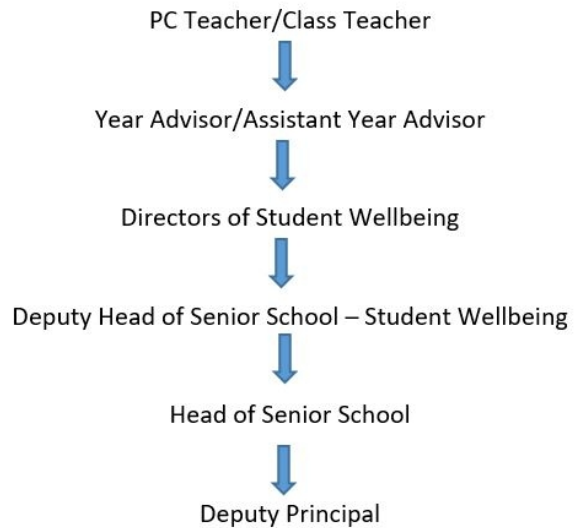 PC Teacher/Class Teacher
Year Advisor/Assistant Year Advisor
Directors of Student Wellbeing
Deputy Head of Senior School – Student Wellbeing
Head of Senior School
Deputy Principal